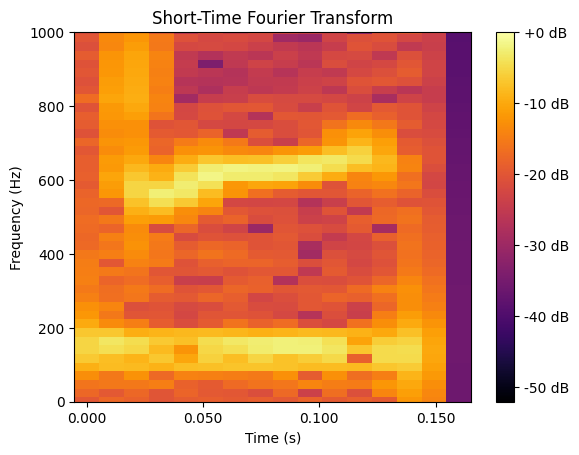 Short-Time Fourier Transform
1000
800
600
400
200
0
Frequency (Hz)
0.000
0.050
0.100
0.150
Time (s)
+0 dB
-10 dB
-20 dB
-30 dB
-40 dB
-50 dB